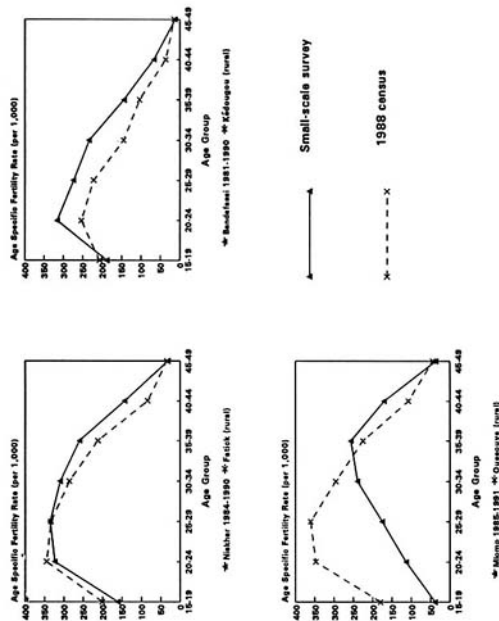 Age Specific Fertility Rate (per 1,000)
400
350
300
250
200
150
100
50
0
15-19 20-24 25-29 30-34 35-39 40-44 45-49
Age Group
Niakhar 1984-1990 Fatick (rural)
Age Specific Fertility Rate (per 1,000)
400
350
300
250
200
150
100
50
0
15-19 20-24 25-29 30-34 35-39 40-44 45-49
Age Group
Bandafassi 1981-1990 Kédougou (rural)
Age Specific Fertility Rate (per 1,000)
400
350
300
250
200
150
100
50
0
15-19 20-24 25-29 30-34 35-39 40-44 45-49
Age Group
Mlomp 1985-1991 Oussouye (rural)
Small-scale survey
1988 census